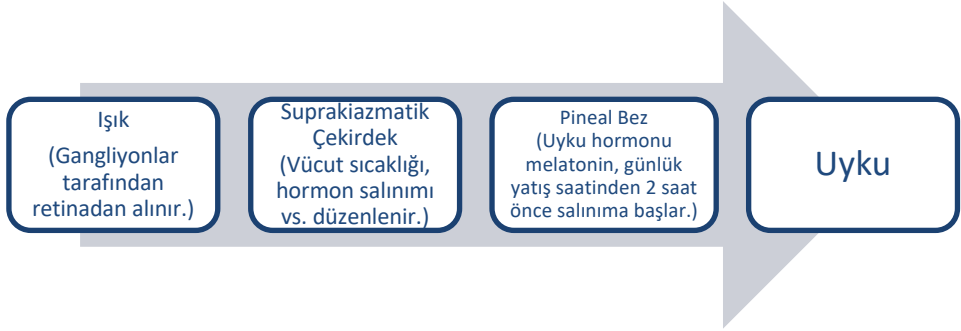 Işık
(Gangliyonlar
tarafından
retinadan alınır.)
Suprakiazmatik
Çekirdek
(Vücut sıcaklığı,
hormon salınımı
vs. düzenlenir.)
Pineal Bez
(Uyku hormonu
melatonin, günlük
yatış saatinden 2 saat
önce salınıma başlar.)
Uyku